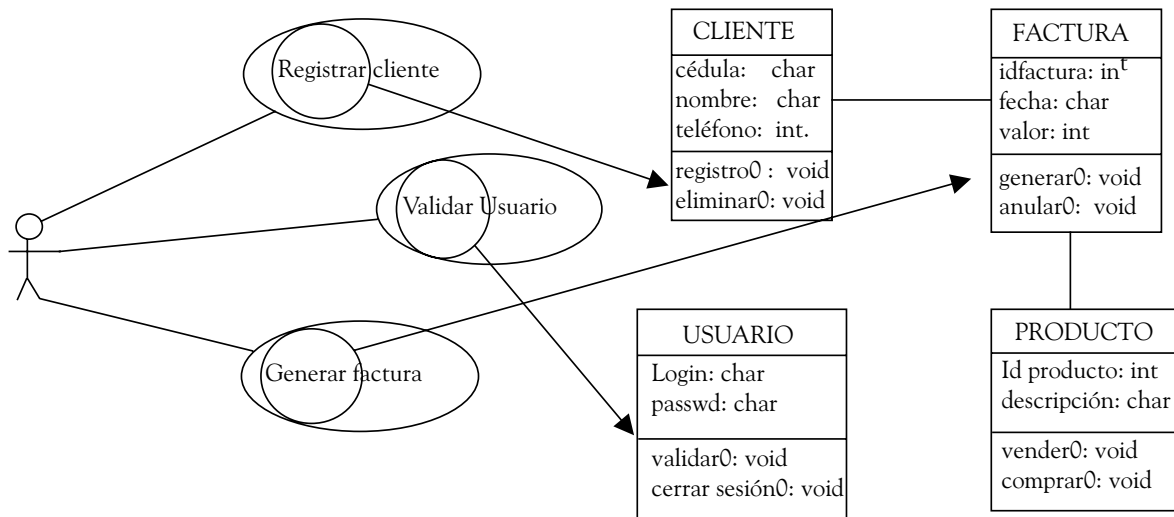 Registrar cliente
Validar Usuario
Generar factura
CLIENTE
cédula: char
nombre: char
teléfono: int.
registro0 : void
eliminar0: void
FACTURA
idfactura: int
fecha: char
valor: int
generar0: void
anular0: void
USUARIO
Login: char
passwd: char
validar0: void
cerrar sesión0: void
PRODUCTO
Id producto: int
descripción: char
vender0: void
comprar0: void